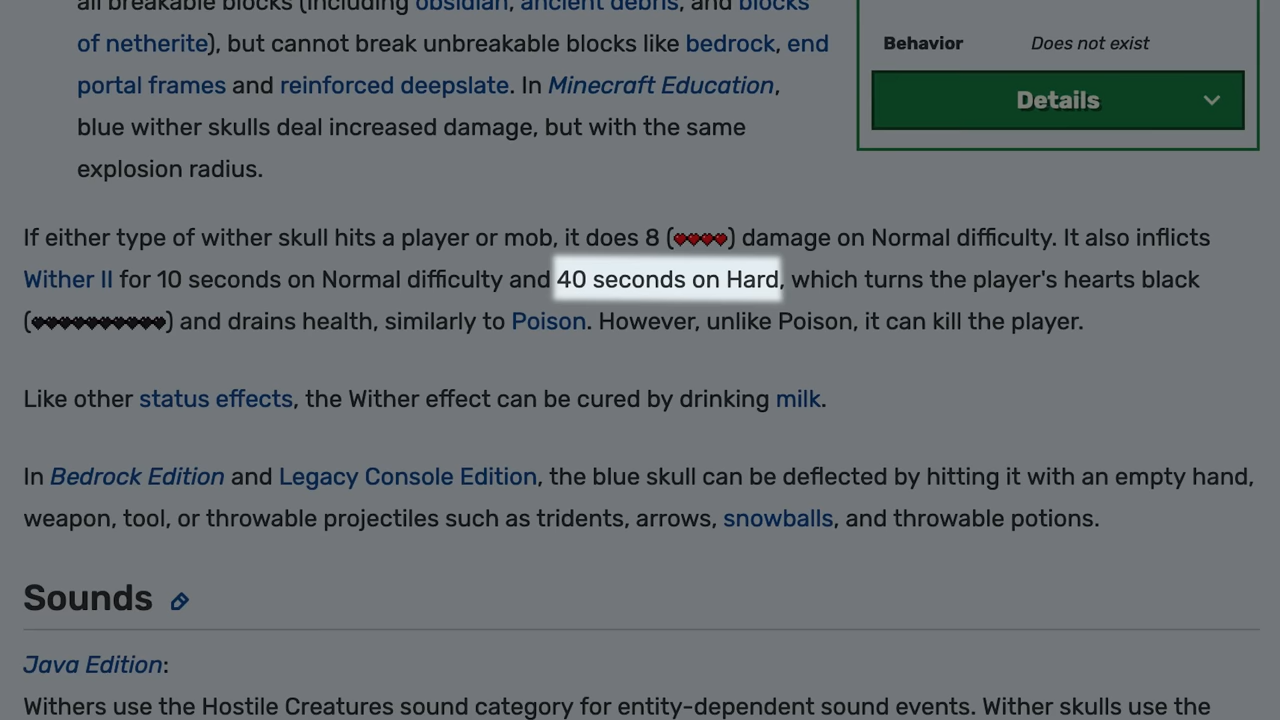 all breakable blocks (including obsidian, ancient debris, and blocks
of netherite), but cannot break unbreakable blocks like bedrock, end
portal frames and reinforced deepslate. In Minecraft Education,
blue wither skulls deal increased damage, but with the same
explosion radius.
Behavior Does not exist
Details
If either type of wither skull hits a player or mob, it does 8 () damage on Normal difficulty. It also inflicts
Wither II for 10 seconds on Normal difficulty and 40 seconds on Hard, which turns the player's hearts black
() and drains health, similarly to Poison. However, unlike Poison, it can kill the player.
Like other status effects, the Wither effect can be cured by drinking milk.
In Bedrock Edition and Legacy Console Edition, the blue skull can be deflected by hitting it with an empty hand,
weapon, tool, or throwable projectiles such as tridents, arrows, snowballs, and throwable potions.
Sounds
Java Edition:
Withers use the Hostile Creatures sound category for entity-dependent sound events. Wither skulls use the